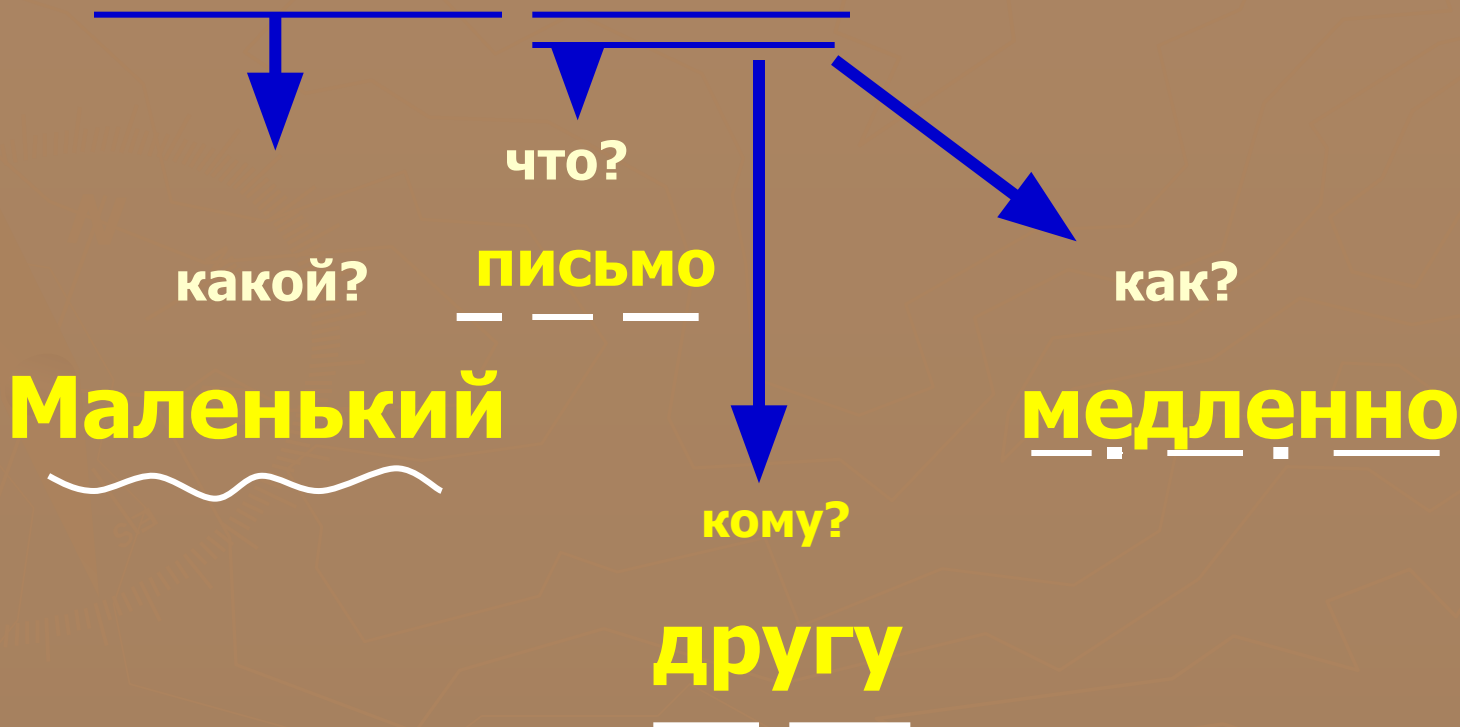 что?
письмо
какой?
как?
Маленький
медленно
кому?
другу